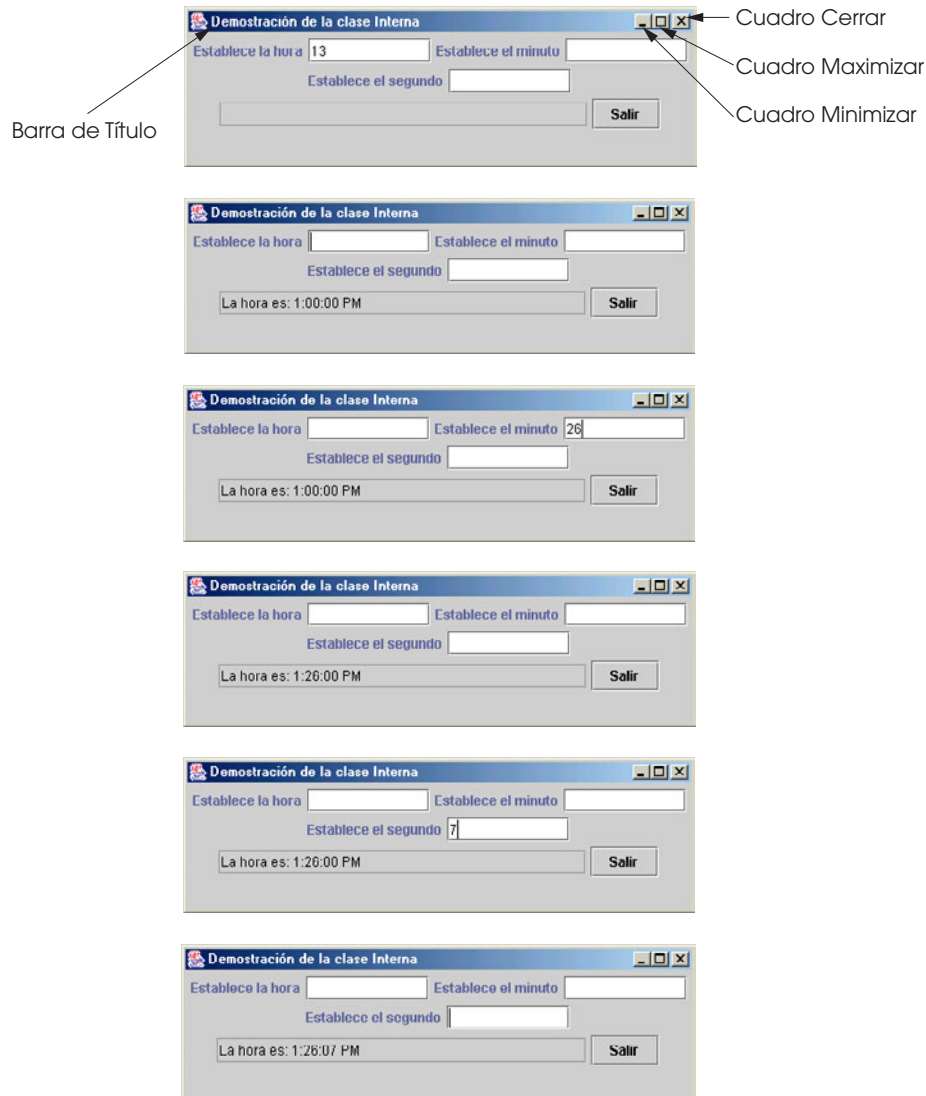 Demostración de la clase Interna
Cuadro Cerrar
Establece la hora 13 Establece el minuto
Cuadro Maximizar
Establece el segundo
Salir
Cuadro Minimizar
Barra de Título
Demostración de la clase Interna
Establece la hora Establece el minuto
Establece el segundo
La hora es: 1:00:00 PM Salir
Demostración de la clase Interna
Establece la hora Establece el minuto 26
Establece el segundo
La hora es: 1:00:00 PM Salir
Demostración de la clase Interna
Establece la hora Establece el minuto
Establece el segundo
La hora es: 1:26:00 PM Salir
Demostración de la clase Interna
Establece la hora Establece el minuto
Establece el segundo 7
La hora es: 1:26:00 PM Salir
Demostración de la clase Interna
Establece la hora Establece el minuto
Establece el segundo
La hora es: 1:26:07 PM Salir